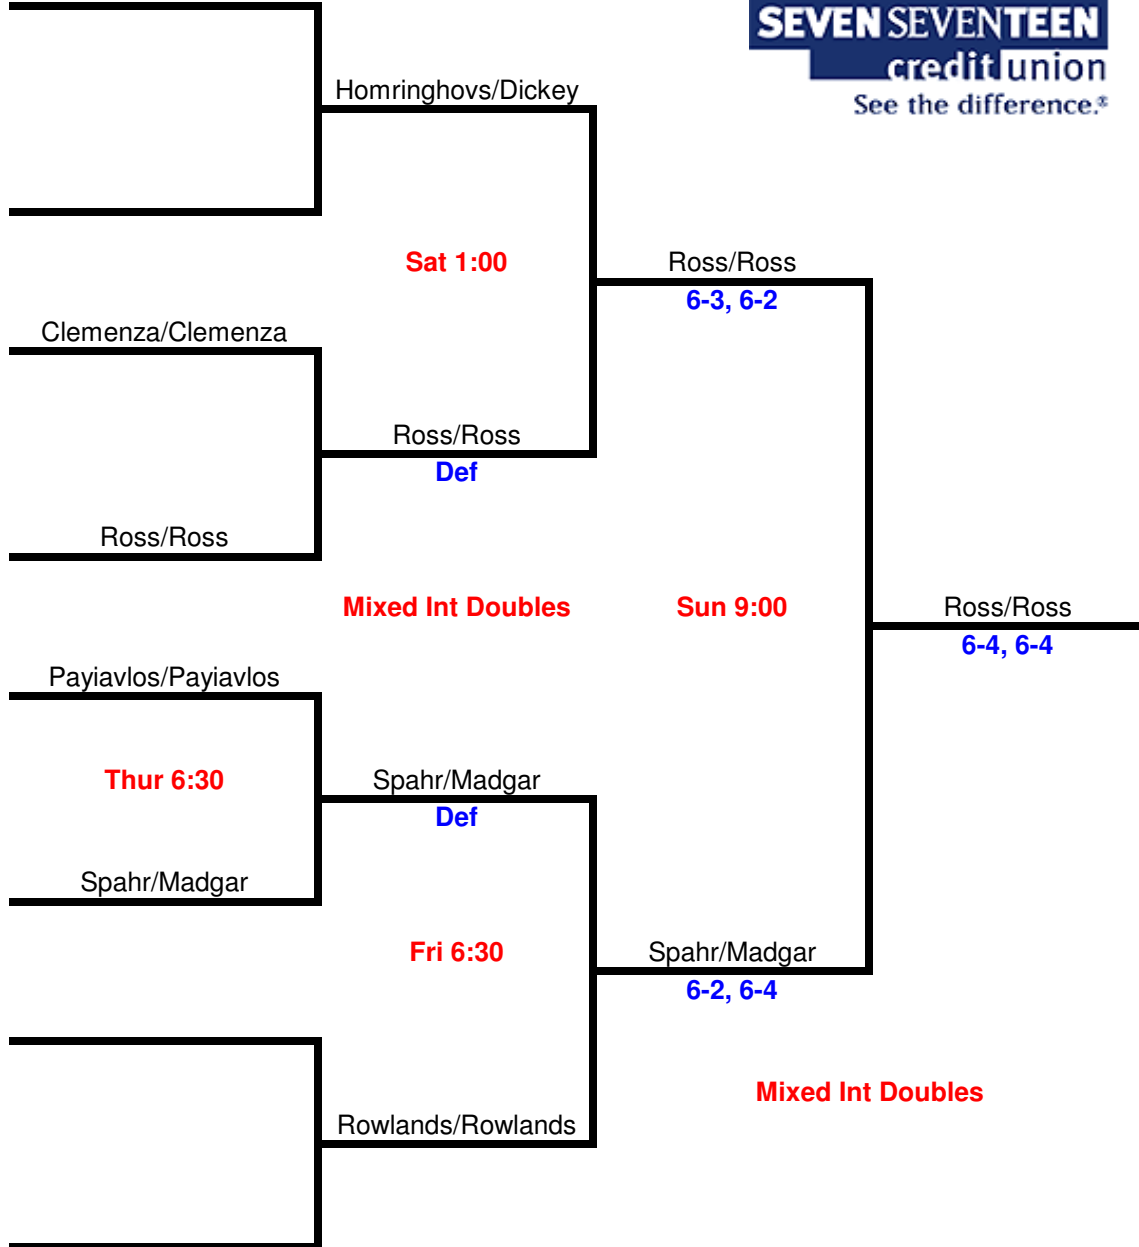 SEVEN SEVENTEEN
credit union
See the difference.®
Homringhovs/Dickey
Sat 1:00
Ross/Ross
6-3, 6-2
Clemenza/Clemenza
Ross/Ross
Def
Ross/Ross
Mixed Int Doubles
Sun 9:00
Ross/Ross
6-4, 6-4
Payiavlos/Payiavlos
Thur 6:30
Spahr/Madgar
Def
Spahr/Madgar
Fri 6:30
Spahr/Madgar
6-2, 6-4
Mixed Int Doubles
Rowlands/Rowlands